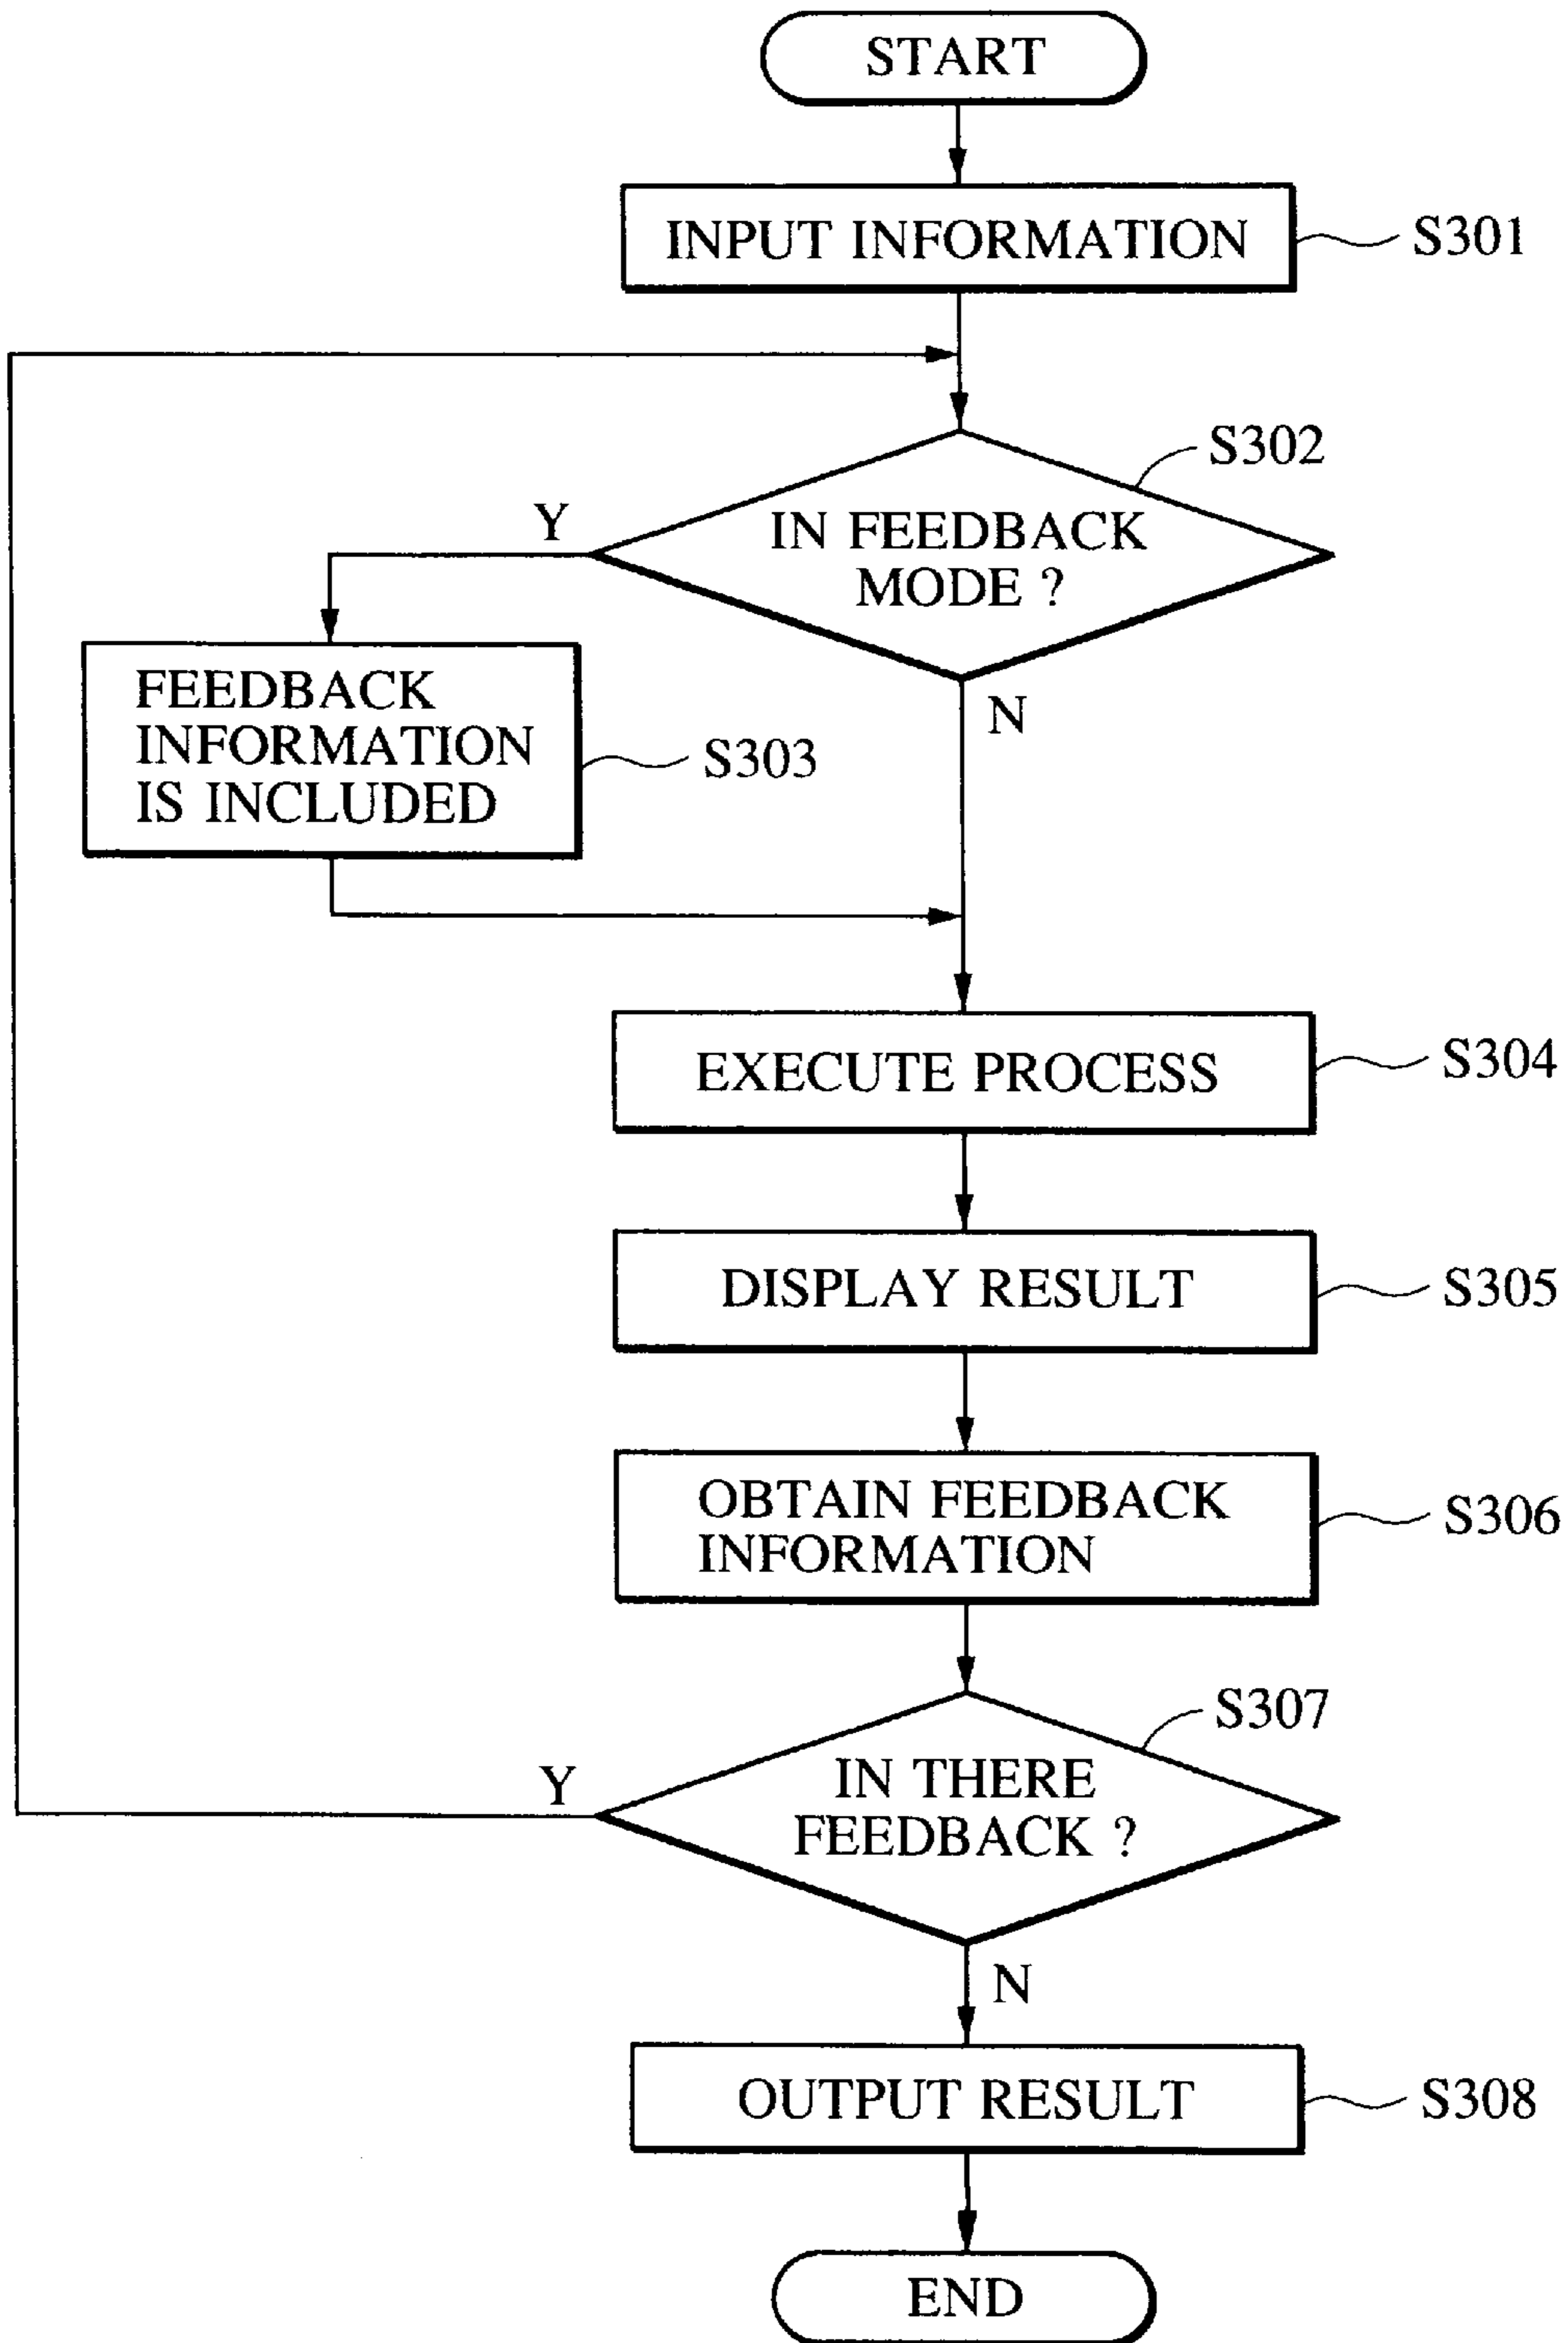 START
INPUT INFORMATION
S301
S302
Y
IN FEEDBACK
MODE ?
N
FEEDBACK
INFORMATION
IS INCLUDED
S303
EXECUTE PROCESS
S304
DISPLAY RESULT
S305
OBTAIN FEEDBACK
INFORMATION
S306
S307
Y
IN THERE
FEEDBACK ?
N
OUTPUT RESULT
S308
END